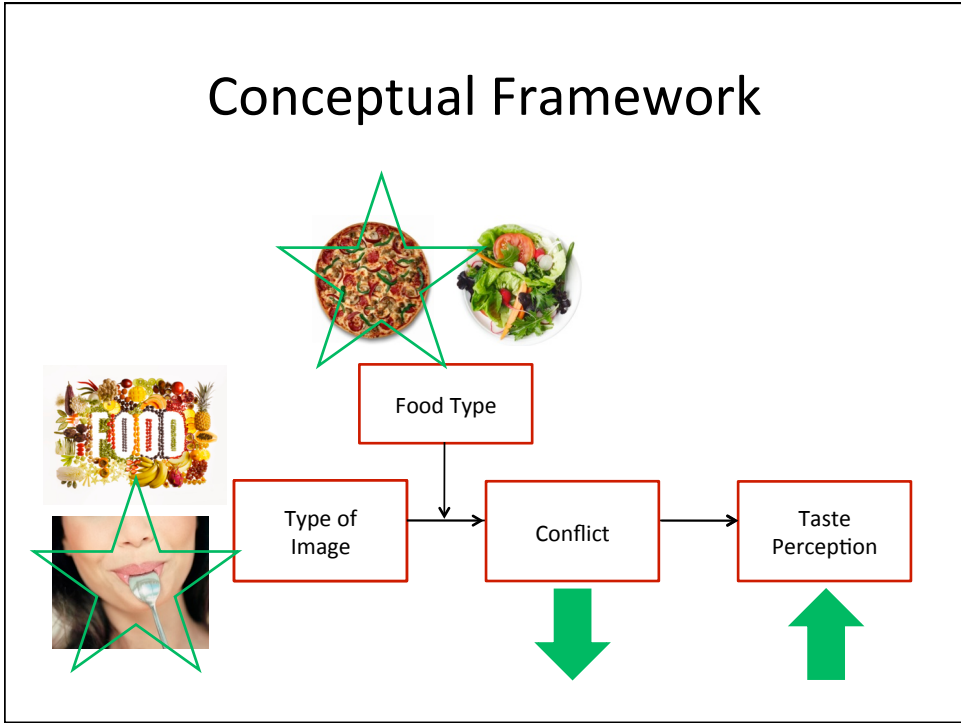 Conceptual Framework
FOOD
Food Type
Type of
Image
Conflict
Taste
Perception